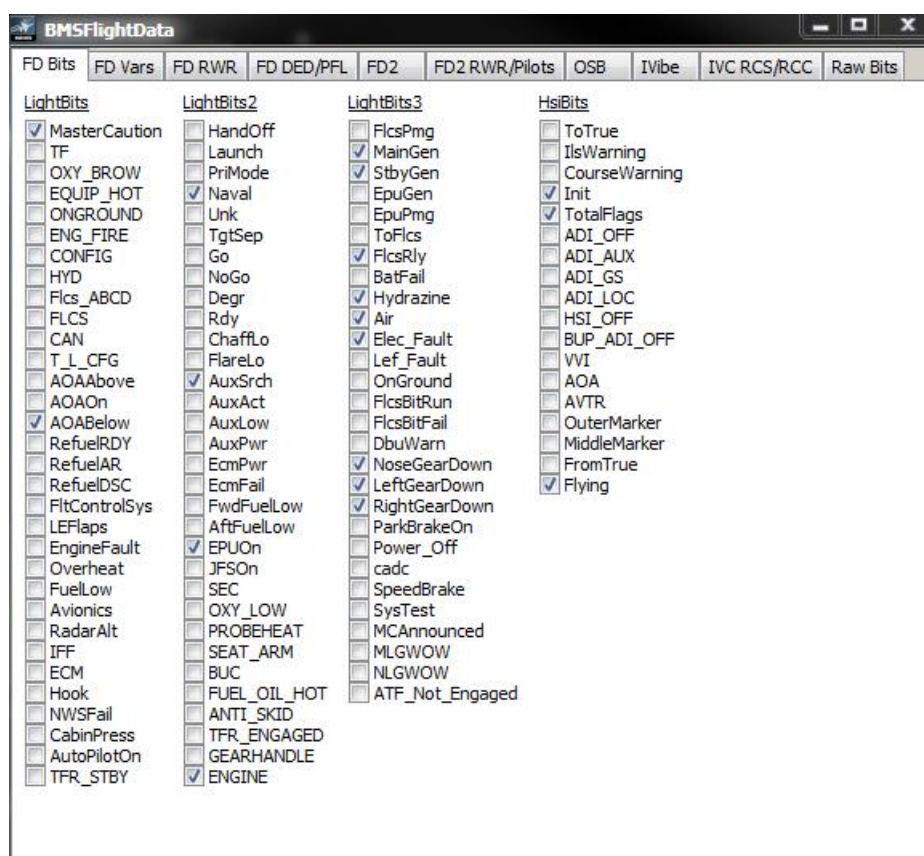 BMSFlightData
FD Bits FD Vars FD RWR FD DED/PFL FD2 FD2 RWR/Pilots OSB IVibe IVC RCS/RCC Raw Bits
LightBits
MasterCaution
TF
OXY_BROW
EQUIP_HOT
ONGROUND
ENG_FIRE
CONFIG
HYD
Flcs_ABCD
FLCS
CAN
T_L_CFG
AOAAbove
AOAOn
AOABelow
RefuelRDY
RefuelAR
RefuelDSC
FltControlSys
LEFlaps
EngineFault
Overheat
FuelLow
Avionics
RadarAlt
IFF
ECM
Hook
NWSFail
CabinPress
AutoPilotOn
TFR_STBY
LightBits2
HandOff
Launch
PriMode
Naval
Unk
TgtSep
Go
NoGo
Degr
Rdy
ChaffLo
FlareLo
AuxSrch
AuxAct
AuxLow
AuxPwr
EcmPwr
EcmFail
FwdFuelLow
AftFuelLow
EPUOn
JFSOn
SEC
OXY_LOW
PROBEHEAT
SEAT_ARM
BUC
FUEL_OIL_HOT
ANTI_SKID
TFR_ENGAGED
GEARHANDLE
ENGINE
LightBits3
FlcsPmg
MainGen
StbyGen
EpuGen
EpuPmg
ToFlcs
FlcsRly
BatFail
Hydrazine
Air
Elec_Fault
Lef_Fault
OnGround
FlcsBitRun
FlcsBitFail
DbuWarn
NoseGearDown
LeftGearDown
RightGearDown
ParkBrakeOn
Power_Off
cadc
SpeedBrake
SysTest
MCAnnounced
MLGWOW
NLGWOW
ATF_Not_Engaged
HsiBits
ToTrue
IlsWarning
CourseWarning
Init
TotalFlags
ADI_OFF
ADI_AUX
ADI_GS
ADI_LOC
HSI_OFF
BUP_ADI_OFF
VVI
AOA
AVTR
OuterMarker
MiddleMarker
FromTrue
Flying